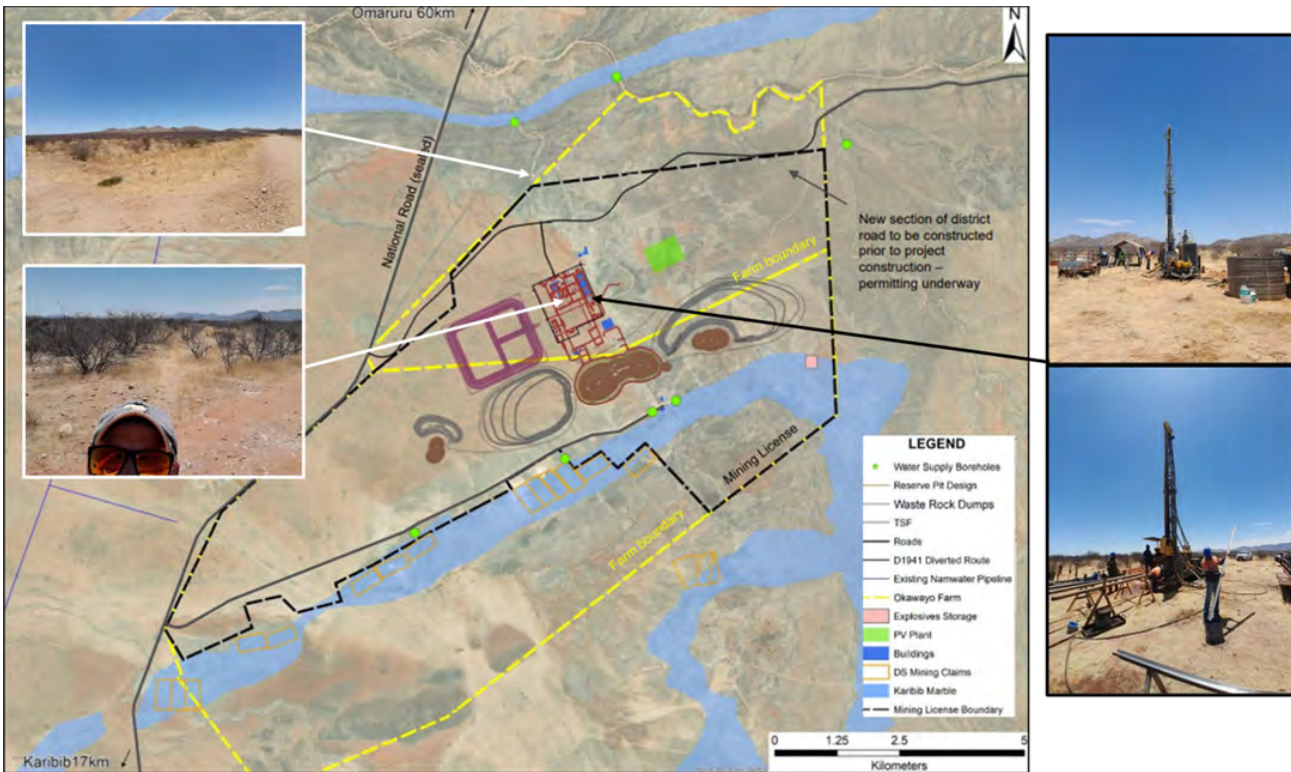 Omaruru 60km
N
National Road (sealed)
New section of district
road to be constructed
prior to project
construction –
permitting underway
Farm boundary
Mining License
Farm boundary
LEGEND
Water Supply Boreholes
Reserve Pit Design
Waste Rock Dumps
TSF
Roads
D1941 Diverted Route
Existing Namwater Pipeline
Okawayo Farm
Explosives Storage
PV Plant
Buildings
DS Mining Claims
Karibib Marble
Mining License Boundary
0 1.25 2.5 5
Kilometers
Karibib17km